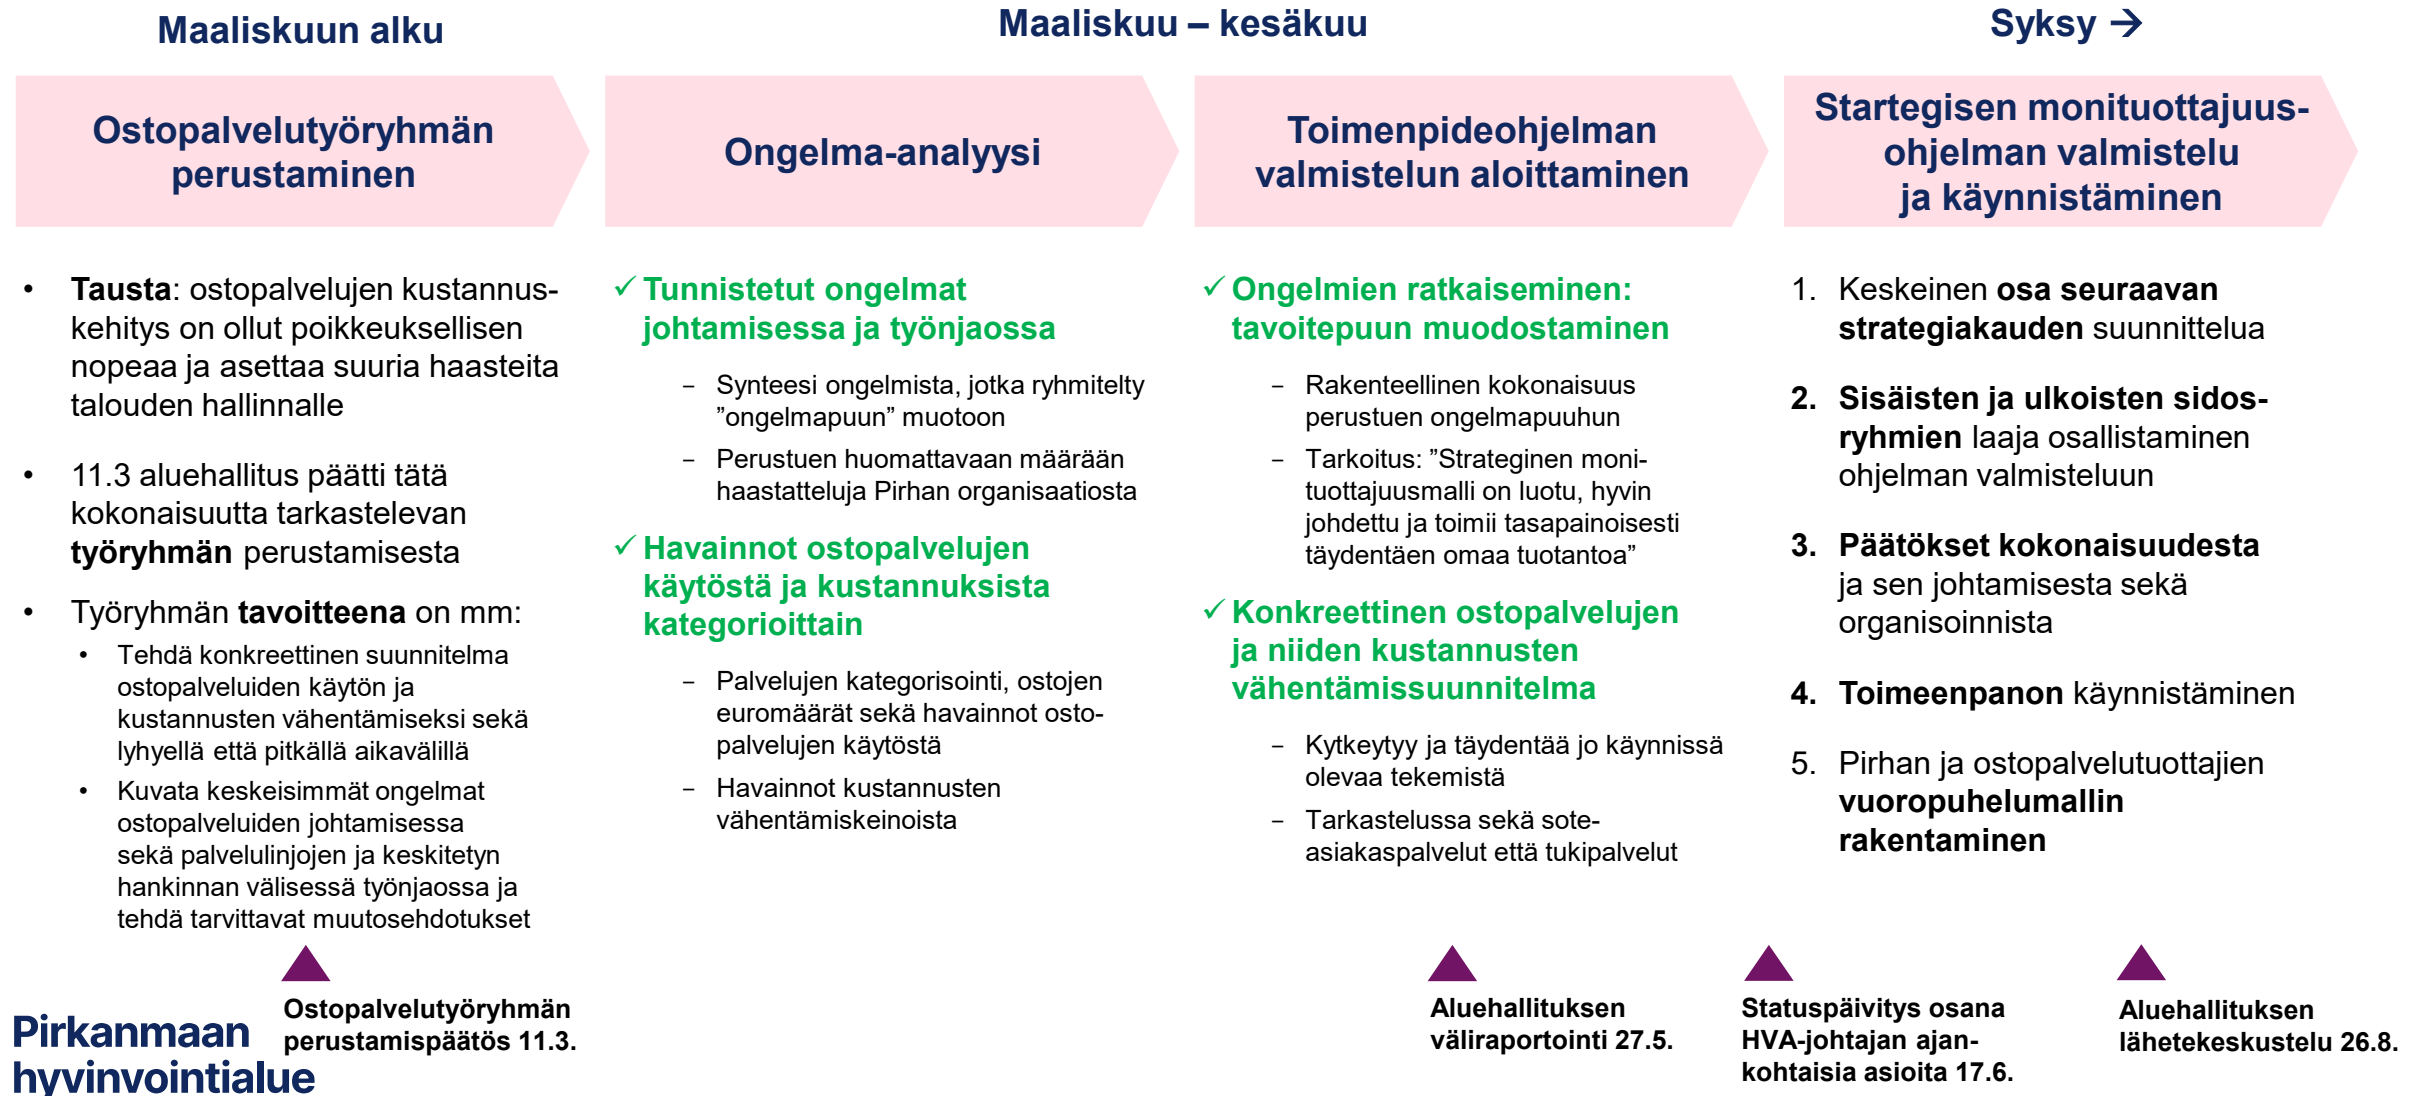 Maaliskuun alku
Maaliskuu – kesäkuu
Syksy →
Ostopalvelutyöryhmän
perustaminen
Ongelma-analyysi
Toimenpideohjelman
valmistelun aloittaminen
Startegisen monituottajuus-
ohjelman valmistelu
ja käynnistäminen
• Tausta: ostopalvelujen kustannus-
kehitys on ollut poikkeuksellisen
nopeaa ja asettaa suuria haasteita
talouden hallinnalle
• 11.3 aluehallitus päätti tätä
kokonaisuutta tarkastelevan
työryhmän perustamisesta
• Työryhmän tavoitteena on mm:
• Tehdä konkreettinen suunnitelma
ostopalveluiden käytön ja
kustannusten vähentämiseksi sekä
lyhyellä että pitkällä aikavälillä
• Kuvata keskeisimmät ongelmat
ostopalveluiden johtamisessa
sekä palvelulinjojen ja keskitetyn
hankinnan välisessä työnjaossa ja
tehdä tarvittavat muutosehdotukset
✓ Tunnistetut ongelmat
johtamisessa ja työnjaossa
– Synteesi ongelmista, jotka ryhmitelty
”ongelmapuun” muotoon
– Perustuen huomattavaan määrään
haastatteluja Pirhan organisaatiosta
✓ Havainnot ostopalvelujen
käytöstä ja kustannuksista
kategorioittain
– Palvelujen kategorisointi, ostojen
euromäärät sekä havainnot osto-
palvelujen käytöstä
– Havainnot kustannusten
vähentämiskeinoista
✓ Ongelmien ratkaiseminen:
tavoitepuun muodostaminen
– Rakenteellinen kokonaisuus
perustuen ongelmapuuhun
– Tarkoitus: ”Strateginen moni-
tuottajuusmalli on luotu, hyvin
johdettu ja toimii tasapainoisesti
täydentäen omaa tuotantoa”
✓ Konkreettinen ostopalvelujen
ja niiden kustannusten
vähentämissuunnitelma
– Kytkeytyy ja täydentää jo käynnissä
olevaa tekemistä
– Tarkastelussa sekä sote-
asiakaspalvelut että tukipalvelut
1. Keskeinen osa seuraavan
strategiakauden suunnittelua
2. Sisäisten ja ulkoisten sidos-
ryhmien laaja osallistaminen
ohjelman valmisteluun
3. Päätökset kokonaisuudesta
ja sen johtamisesta sekä
organisoinnista
4. Toimeenpanon käynnistäminen
5. Pirhan ja ostopalvelutuottajien
vuoropuhelumallin
rakentaminen
Ostopalvelutyöryhmän
perustamispäätös 11.3.
Aluehallituksen
väliraportointi 27.5.
Statuspäivitys osana
HVA-johtajan ajan-
kohtaisia asioita 17.6.
Aluehallituksen
lähetekeskustelu 26.8.
Pirkanmaan
hyvinvointialue